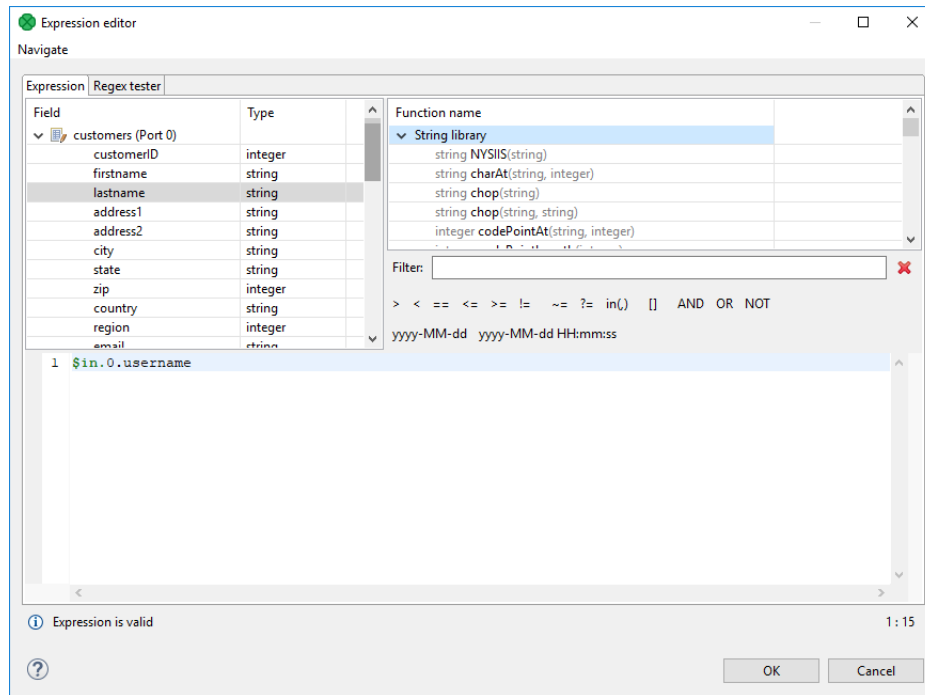 Expression editor
Navigate
Expression Regex tester
Field Type
customers (Port 0)
customerID integer
firstname string
lastname string
address1 string
address2 string
city string
state string
zip integer
country string
region integer
email string
Function name
String library
string NYSIIS(string)
string charAt(string, integer)
string chop(string)
string chop(string, string)
integer codePointAt(string, integer)
Filter:
> < == <= >= != ~= ?= in(,) [] AND OR NOT
yyyy-MM-dd yyyy-MM-dd HH:mm:ss
1 $in.0.username
Expression is valid 1 : 15
OK Cancel